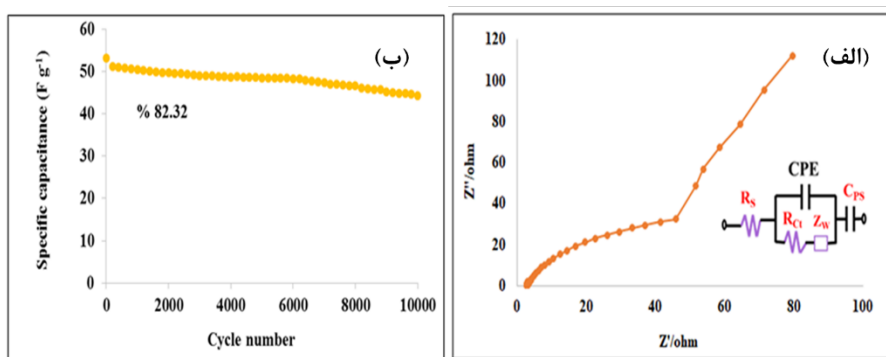 (ب)
Specific capacitance (F g⁻¹)
60
50
40
30
20
10
0
% 82.32
0 2000 4000 6000 8000 10000
Cycle number
(الف)
Z''/ohm
120
100
80
60
40
20
0
CPE
R_S
C_PS
R_Ct Z_W
0 20 40 60 80 100
Z'/ohm